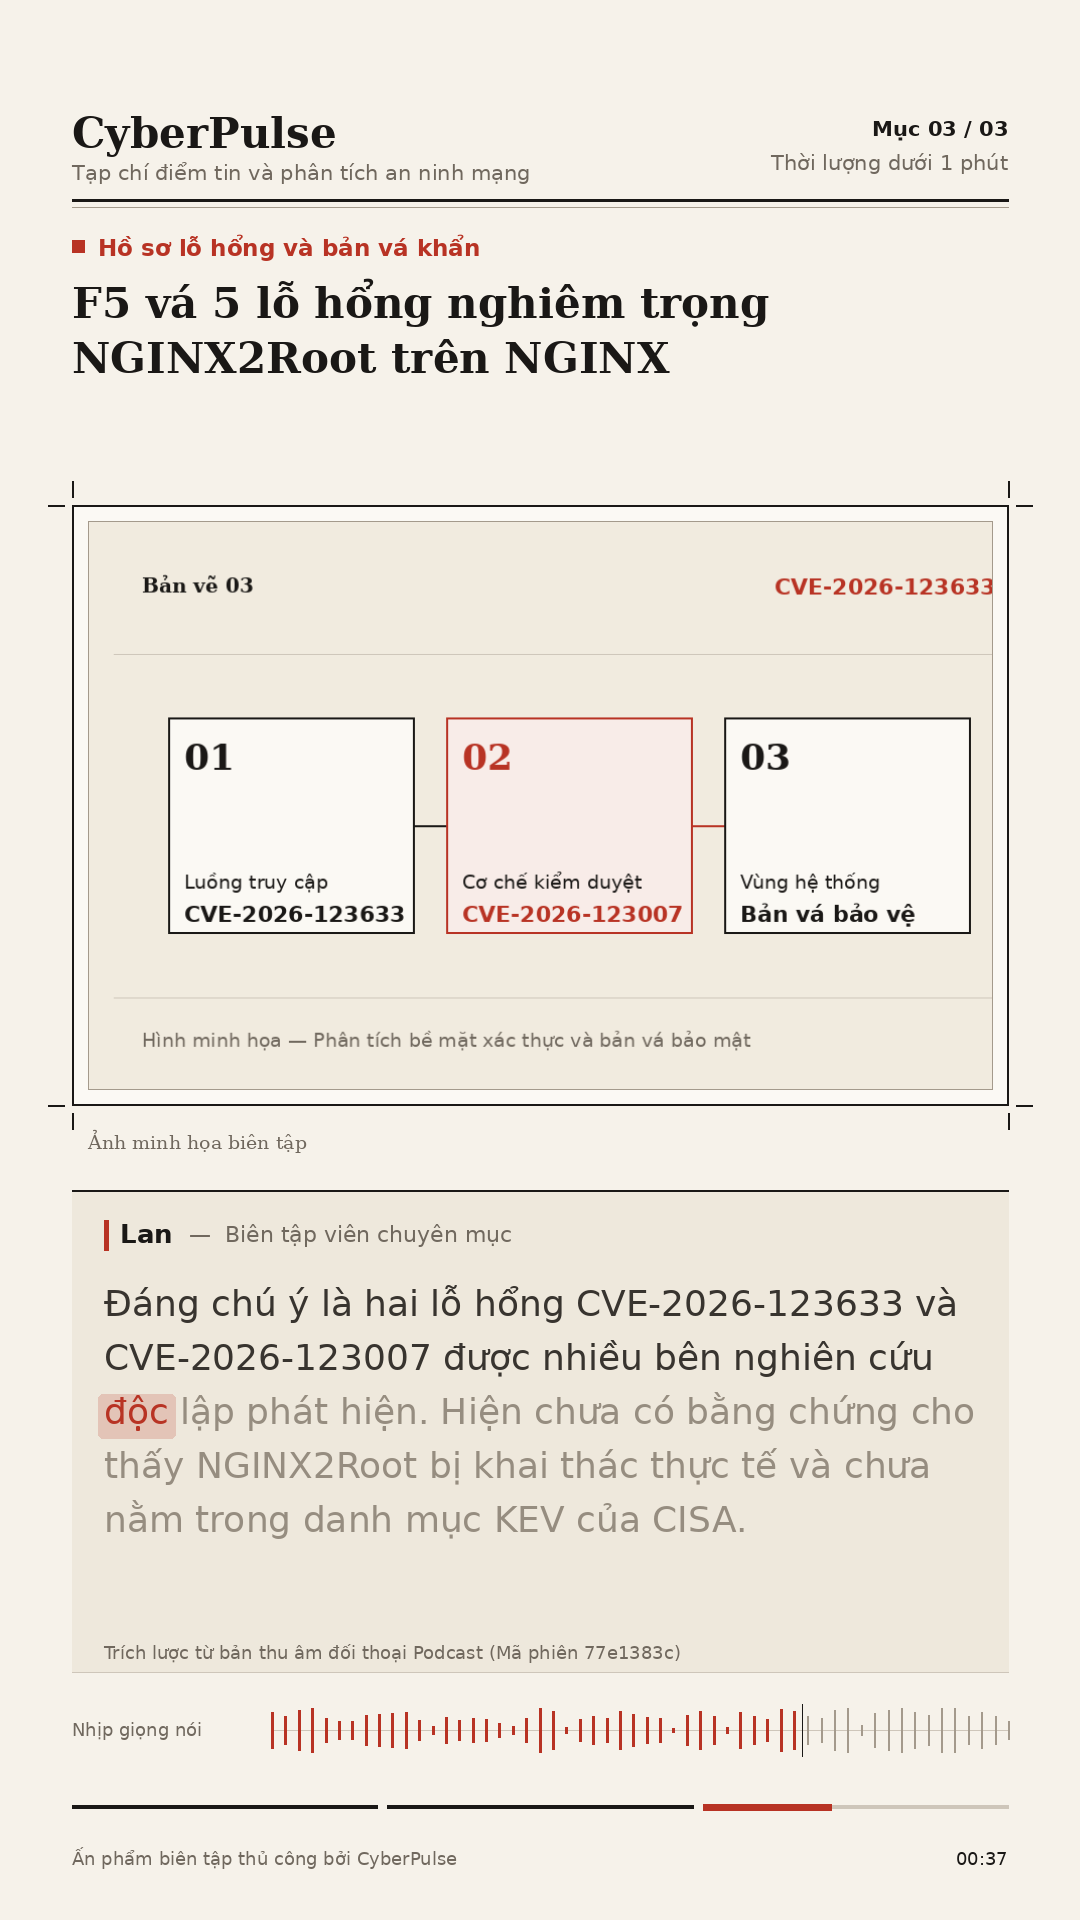 CyberPulse
Tạp chí điểm tin và phân tích an ninh mạng
Mục 03 / 03
Thời lượng dưới 1 phút
Hồ sơ lỗ hổng và bản vá khẩn
F5 vá 5 lỗ hổng nghiêm trọng
NGINX2Root trên NGINX
Bản vẽ 03
CVE-2026-123633
01
Luồng truy cập
CVE-2026-123633
02
Cơ chế kiểm duyệt
CVE-2026-123007
03
Vùng hệ thống
Bản vá bảo vệ
Hình minh họa — Phân tích bề mặt xác thực và bản vá bảo mật
Ảnh minh họa biên tập
Lan — Biên tập viên chuyên mục
Đáng chú ý là hai lỗ hổng CVE-2026-123633 và
CVE-2026-123007 được nhiều bên nghiên cứu
độc lập phát hiện. Hiện chưa có bằng chứng cho
thấy NGINX2Root bị khai thác thực tế và chưa
nằm trong danh mục KEV của CISA.
Trích lược từ bản thu âm đối thoại Podcast (Mã phiên 77e1383c)
Nhịp giọng nói
Ấn phẩm biên tập thủ công bởi CyberPulse
00:37